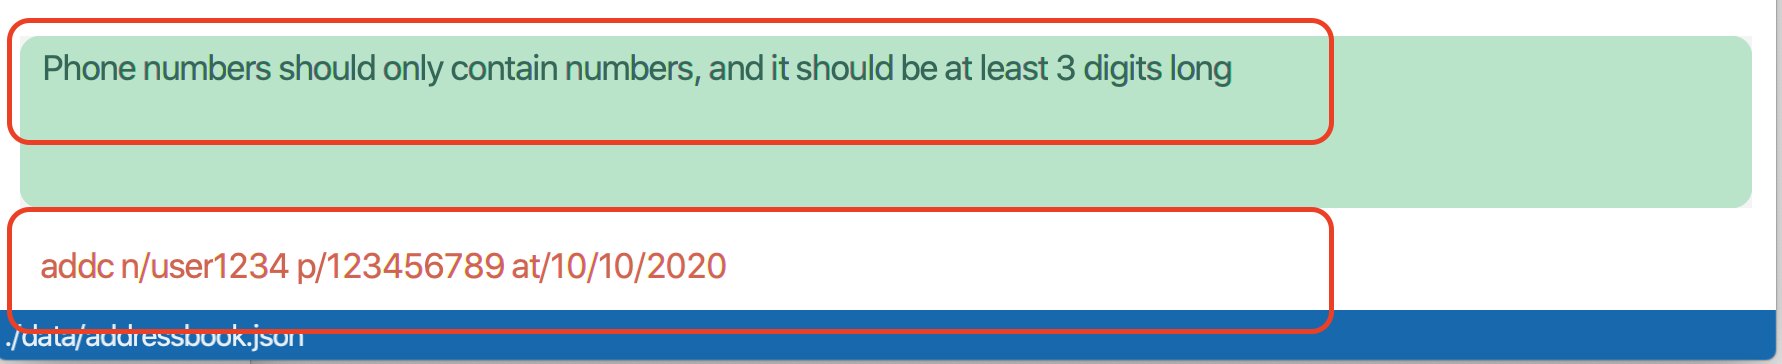 Phone numbers should only contain numbers, and it should be at least 3 digits long
addc n/user1234 p/123456789 at/10/10/2020
./data/addressbook.json